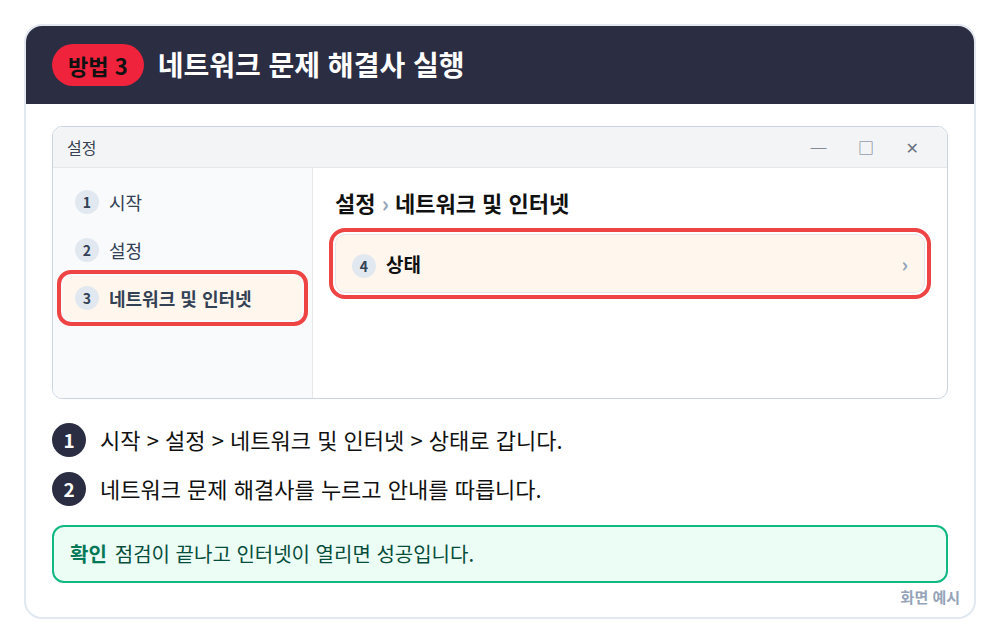 방법 3 네트워크 문제 해결사 실행
설정
1 시작
2 설정
3 네트워크 및 인터넷
설정 › 네트워크 및 인터넷
4 상태 ›
1 시작 > 설정 > 네트워크 및 인터넷 > 상태로 갑니다.
2 네트워크 문제 해결사를 누르고 안내를 따릅니다.
확인 점검이 끝나고 인터넷이 열리면 성공입니다.
화면 예시